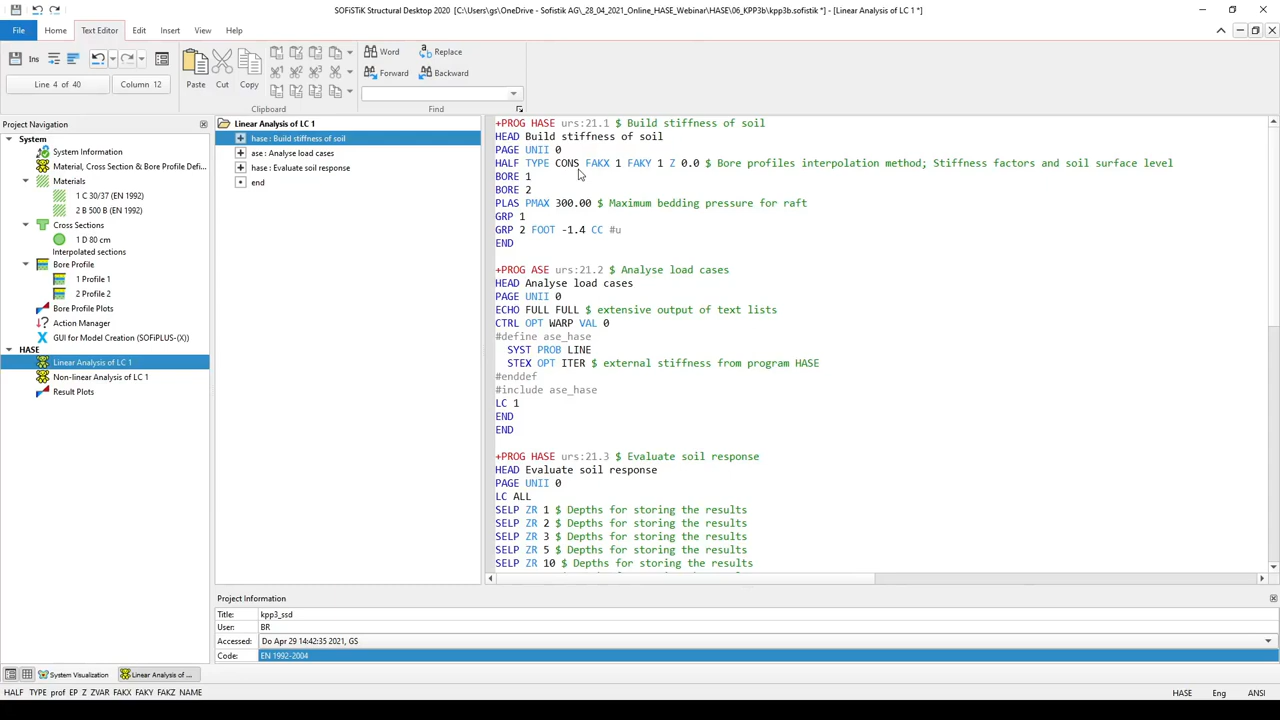 SOFiSTiK Structural Desktop 2020 [C:\Users\gs\OneDrive - Sofistik AG\_28_04_2021_Online_HASE_Webinar\HASE\06_KPP3b\kpp3b.sofistik *] - [Linear Analysis of LC 1 *]
File Home Text Editor Edit Insert View Help
Ins
Line 4 of 40 Column 12
Paste Cut Copy
Clipboard
Word Replace
Forward Backward
Find
Project Navigation
System
System Information
Material, Cross Section & Bore Profile Defi...
Materials
1 C 30/37 (EN 1992)
2 B 500 B (EN 1992)
Cross Sections
1 D 80 cm
Interpolated sections
Bore Profile
1 Profile 1
2 Profile 2
Bore Profile Plots
Action Manager
GUI for Model Creation (SOFiPLUS-(X))
HASE
Linear Analysis of LC 1
Non-linear Analysis of LC 1
Result Plots
Linear Analysis of LC 1
hase : Build stiffness of soil
ase : Analyse load cases
hase : Evaluate soil response
end
+PROG HASE urs:21.1 $ Build stiffness of soil
HEAD Build stiffness of soil
PAGE UNII 0
HALF TYPE CONS FAKX 1 FAKY 1 Z 0.0 $ Bore profiles interpolation method; Stiffness factors and soil surface level
BORE 1
BORE 2
PLAS PMAX 300.00 $ Maximum bedding pressure for raft
GRP 1
GRP 2 FOOT -1.4 CC #u
END
+PROG ASE urs:21.2 $ Analyse load cases
HEAD Analyse load cases
PAGE UNII 0
ECHO FULL FULL $ extensive output of text lists
CTRL OPT WARP VAL 0
#define ase_hase
SYST PROB LINE
STEX OPT ITER $ external stiffness from program HASE
#enddef
#include ase_hase
LC 1
END
END
+PROG HASE urs:21.3 $ Evaluate soil response
HEAD Evaluate soil response
PAGE UNII 0
LC ALL
SELP ZR 1 $ Depths for storing the results
SELP ZR 2 $ Depths for storing the results
SELP ZR 3 $ Depths for storing the results
SELP ZR 5 $ Depths for storing the results
SELP ZR 10 $ Depths for storing the results
Project Information
Title: kpp3_ssd
User: BR
Accessed: Do Apr 29 14:42:35 2021, GS
Code: EN 1992-2004
System Visualization Linear Analysis of ...
HALF TYPE prof EP Z ZVAR FAKX FAKY FAKZ NAME
HASE Eng ANSI